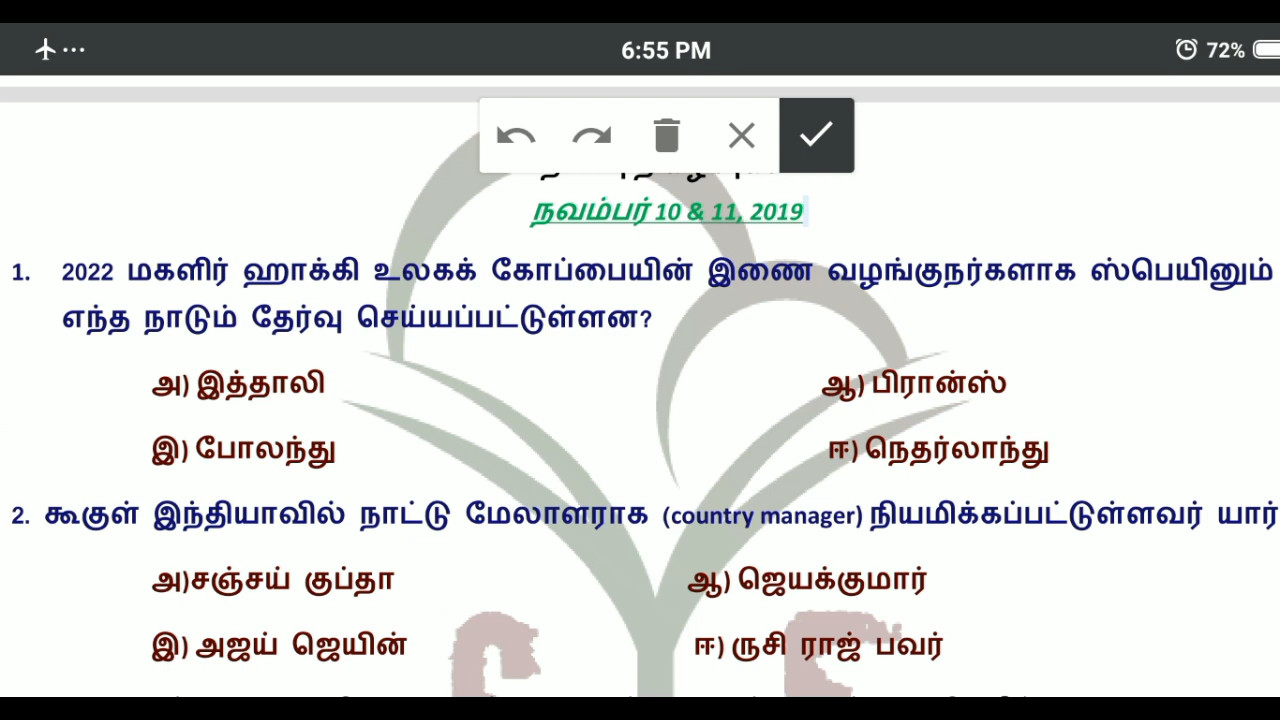 6:55 PM
72%
நவம்பர் 10 & 11, 2019
1. 2022 மகளிர் ஹாக்கி உலகக் கோப்பையின் இணை வழங்குநர்களாக ஸ்பெயினும்
எந்த நாடும் தேர்வு செய்யப்பட்டுள்ளன?
அ) இத்தாலி ஆ) பிரான்ஸ்
இ) போலந்து ஈ) நெதர்லாந்து
2. கூகுள் இந்தியாவில் நாட்டு மேலாளராக (country manager) நியமிக்கப்பட்டுள்ளவர் யார்
அ)சஞ்சய் குப்தா ஆ) ஜெயக்குமார்
இ) அஜய் ஜெயின் ஈ) ருசி ராஜ் பவர்